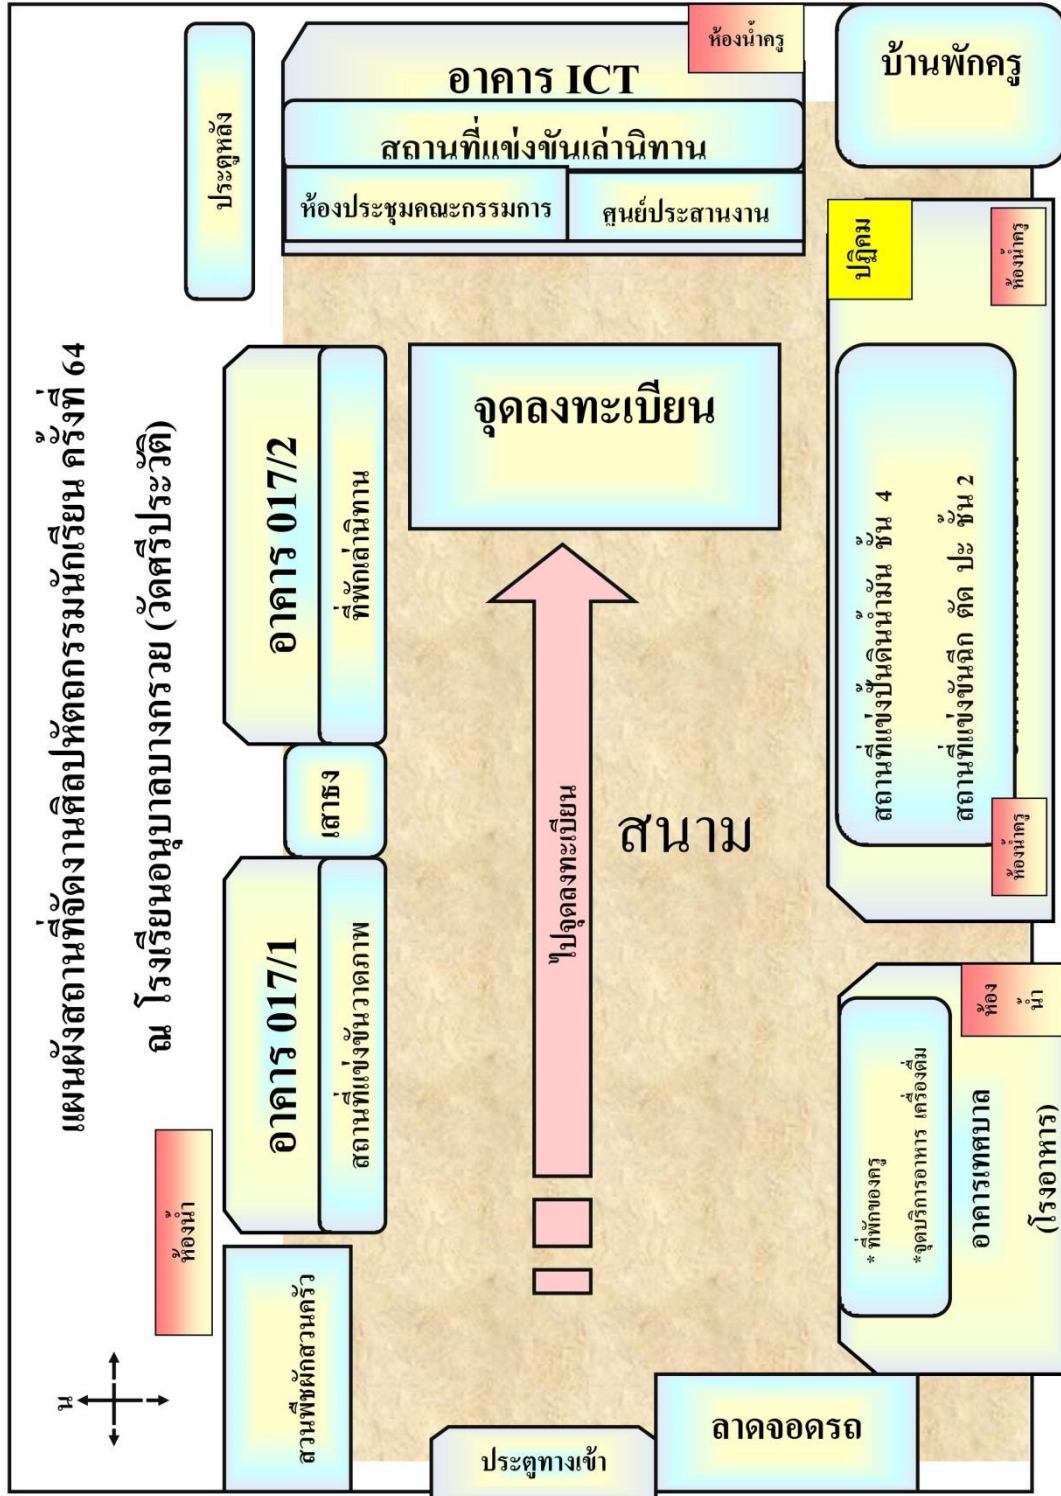 แผนผังสถานที่จัดงานศิลปหัตถกรรมนักเรียน ครั้งที่ 64
ณ โรงเรียนอนุบาลบางกรวย (วัดศรีประวัติ)
น
ประตูหลัง
อาคาร ICT
ห้องน้ำครู
สถานที่แข่งขันเล่านิทาน
ห้องประชุมคณะกรรมการ
ศูนย์ประสานงาน
บ้านพักครู
ปฏิคม
ห้องน้ำครู
อาคาร 017/2
ที่พักเล่านิทาน
จุดลงทะเบียน
สถานที่แข่งปั้นดินน้ำมัน ชั้น 4
สถานที่แข่งขันฉีก ตัด ปะ ชั้น 2
ห้องน้ำครู
เสาธง
ไปจุดลงทะเบียน
สนาม
อาคาร 017/1
สถานที่แข่งขันวาดภาพ
ห้องน้ำ
ห้อง
น้ำ
* ที่พักของครู
*จุดบริการอาหาร เครื่องดื่ม
อาคารเทศบาล
(โรงอาหาร)
สวนพืชผักสวนครัว
ประตูทางเข้า
ลาดจอดรถ